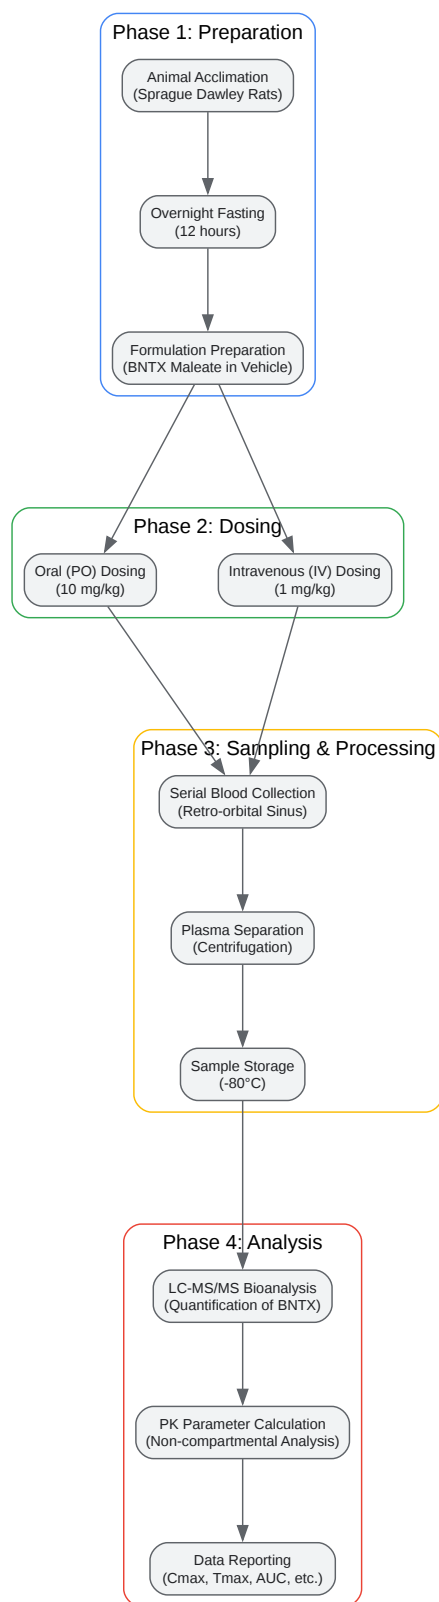 Phase 1: Preparation
Animal Acclimation
(Sprague Dawley Rats)
Overnight Fasting
(12 hours)
Formulation Preparation
(BNTX Maleate in Vehicle)
Phase 2: Dosing
Oral (PO) Dosing
(10 mg/kg)
Intravenous (IV) Dosing
(1 mg/kg)
Phase 3: Sampling & Processing
Serial Blood Collection
(Retro-orbital Sinus)
Plasma Separation
(Centrifugation)
Sample Storage
(-80°C)
Phase 4: Analysis
LC-MS/MS Bioanalysis
(Quantification of BNTX)
PK Parameter Calculation
(Non-compartmental Analysis)
Data Reporting
(Cmax, Tmax, AUC, etc.)